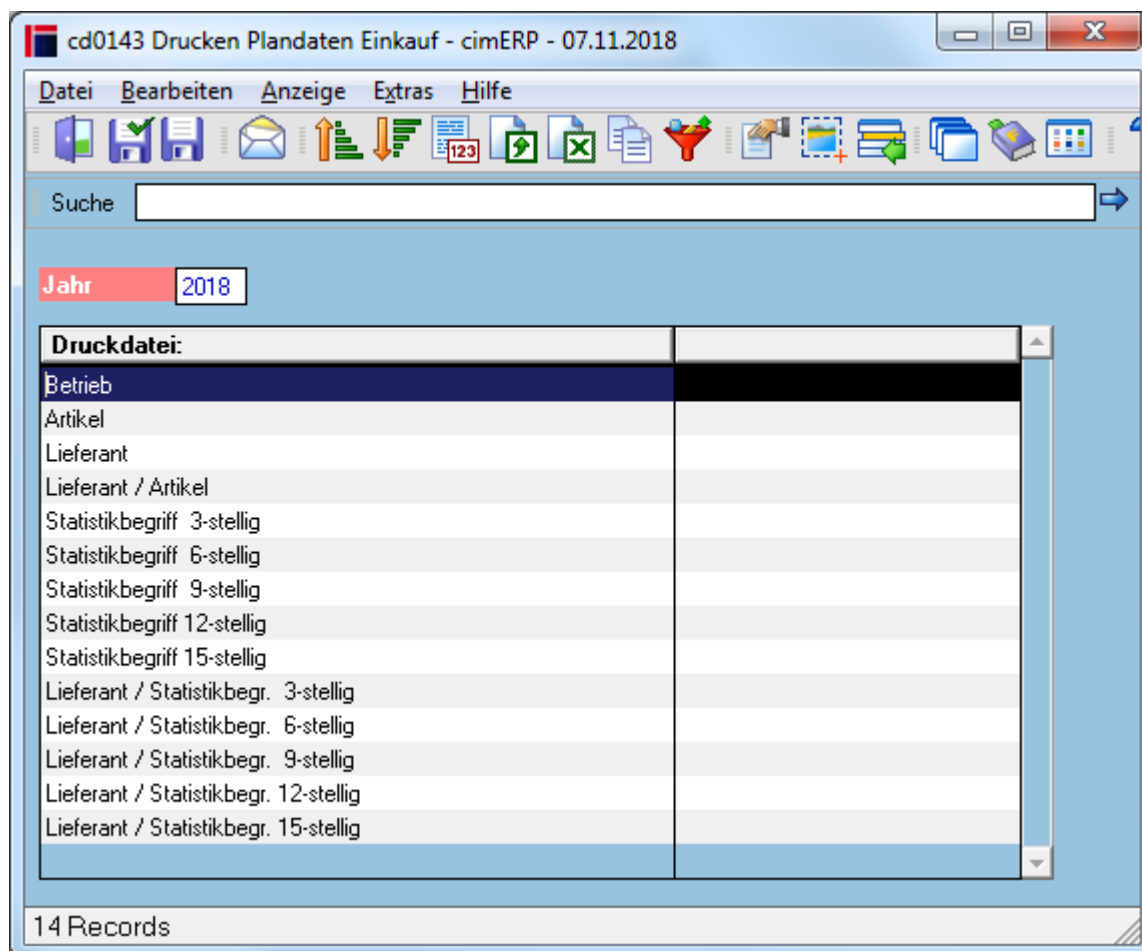 cd0143 Drucken Plandaten Einkauf - cimERP - 07.11.2018
Datei Bearbeiten Anzeige Extras Hilfe
123
Suche
Jahr 2018
Druckdatei:
Betrieb
Artikel
Lieferant
Lieferant / Artikel
Statistikbegriff  3-stellig
Statistikbegriff  6-stellig
Statistikbegriff  9-stellig
Statistikbegriff 12-stellig
Statistikbegriff 15-stellig
Lieferant / Statistikbegr.  3-stellig
Lieferant / Statistikbegr.  6-stellig
Lieferant / Statistikbegr.  9-stellig
Lieferant / Statistikbegr. 12-stellig
Lieferant / Statistikbegr. 15-stellig
14 Records